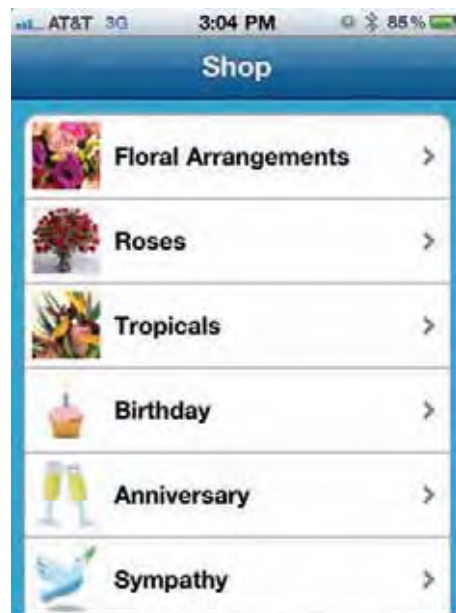 AT&T 3G 3:04 PM 85%
Shop
Floral Arrangements
Roses
Tropicals
Birthday
Anniversary
Sympathy